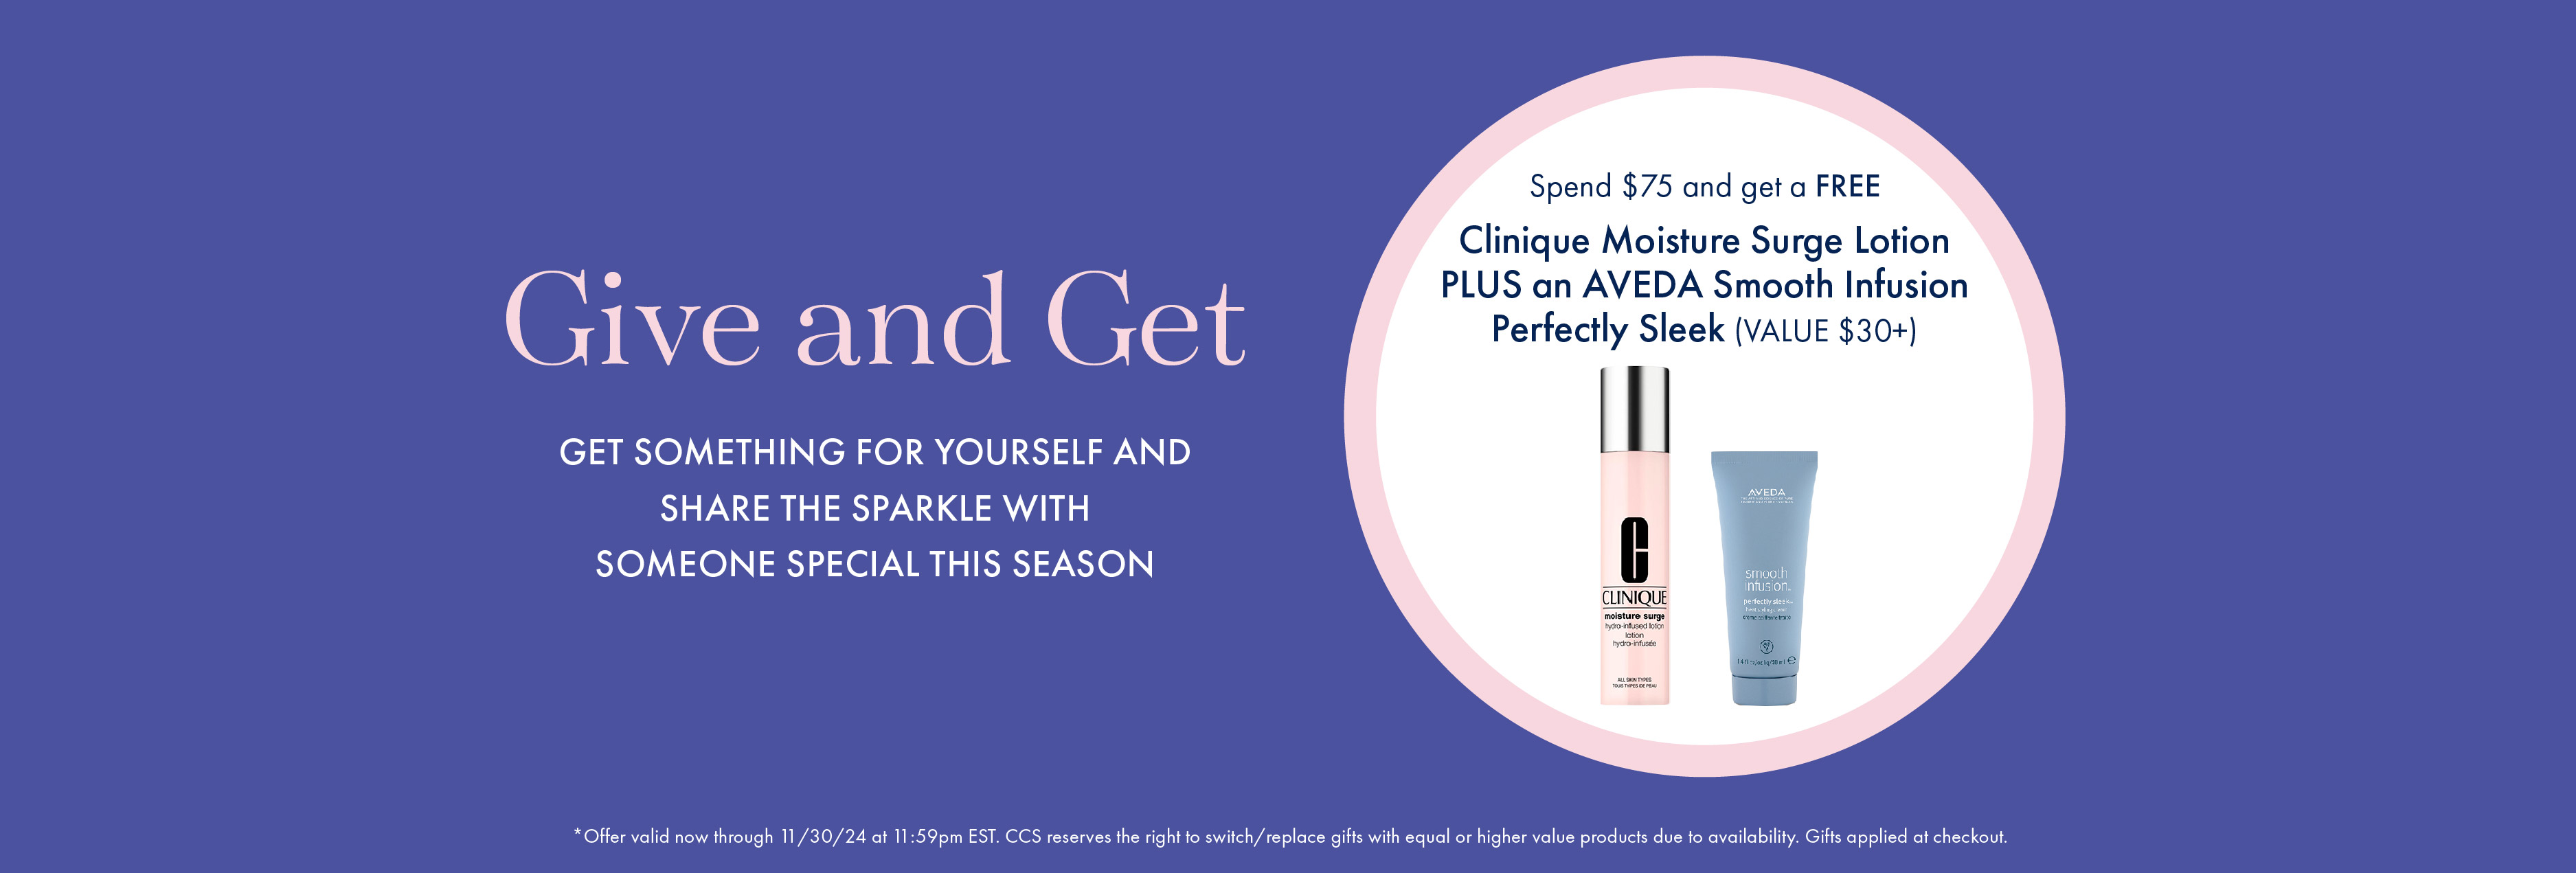 Give and Get
GET SOMETHING FOR YOURSELF AND
SHARE THE SPARKLE WITH
SOMEONE SPECIAL THIS SEASON
Spend $75 and get a FREE
Clinique Moisture Surge Lotion
PLUS an AVEDA Smooth Infusion
Perfectly Sleek (VALUE $30+)
CLINIQUE
moisture surge
hydro-infused lotion
lotion
hydro-infusée
ALL SKIN TYPES
TOUS TYPES DE PEAU
AVEDA
smooth
infusion™
perfectly sleek™
*Offer valid now through 11/30/24 at 11:59pm EST. CCS reserves the right to switch/replace gifts with equal or higher value products due to availability. Gifts applied at checkout.